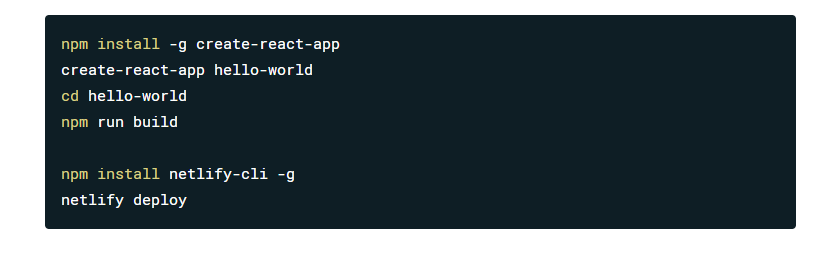 npm install -g create-react-app
create-react-app hello-world
cd hello-world
npm run build
npm install netlify-cli -g
netlify deploy